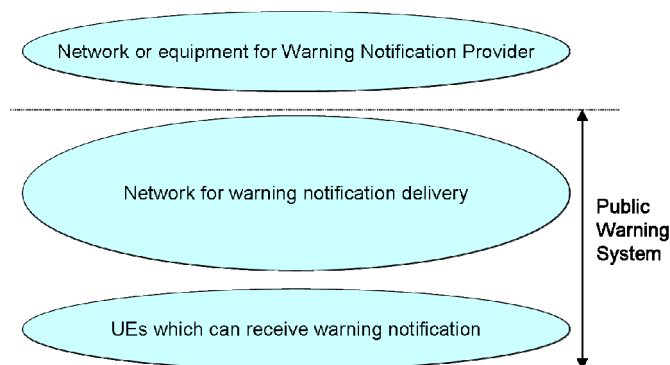 Network or equipment for Warning Notification Provider
Network for warning notification delivery
Public
Warning
System
UEs which can receive warning notification